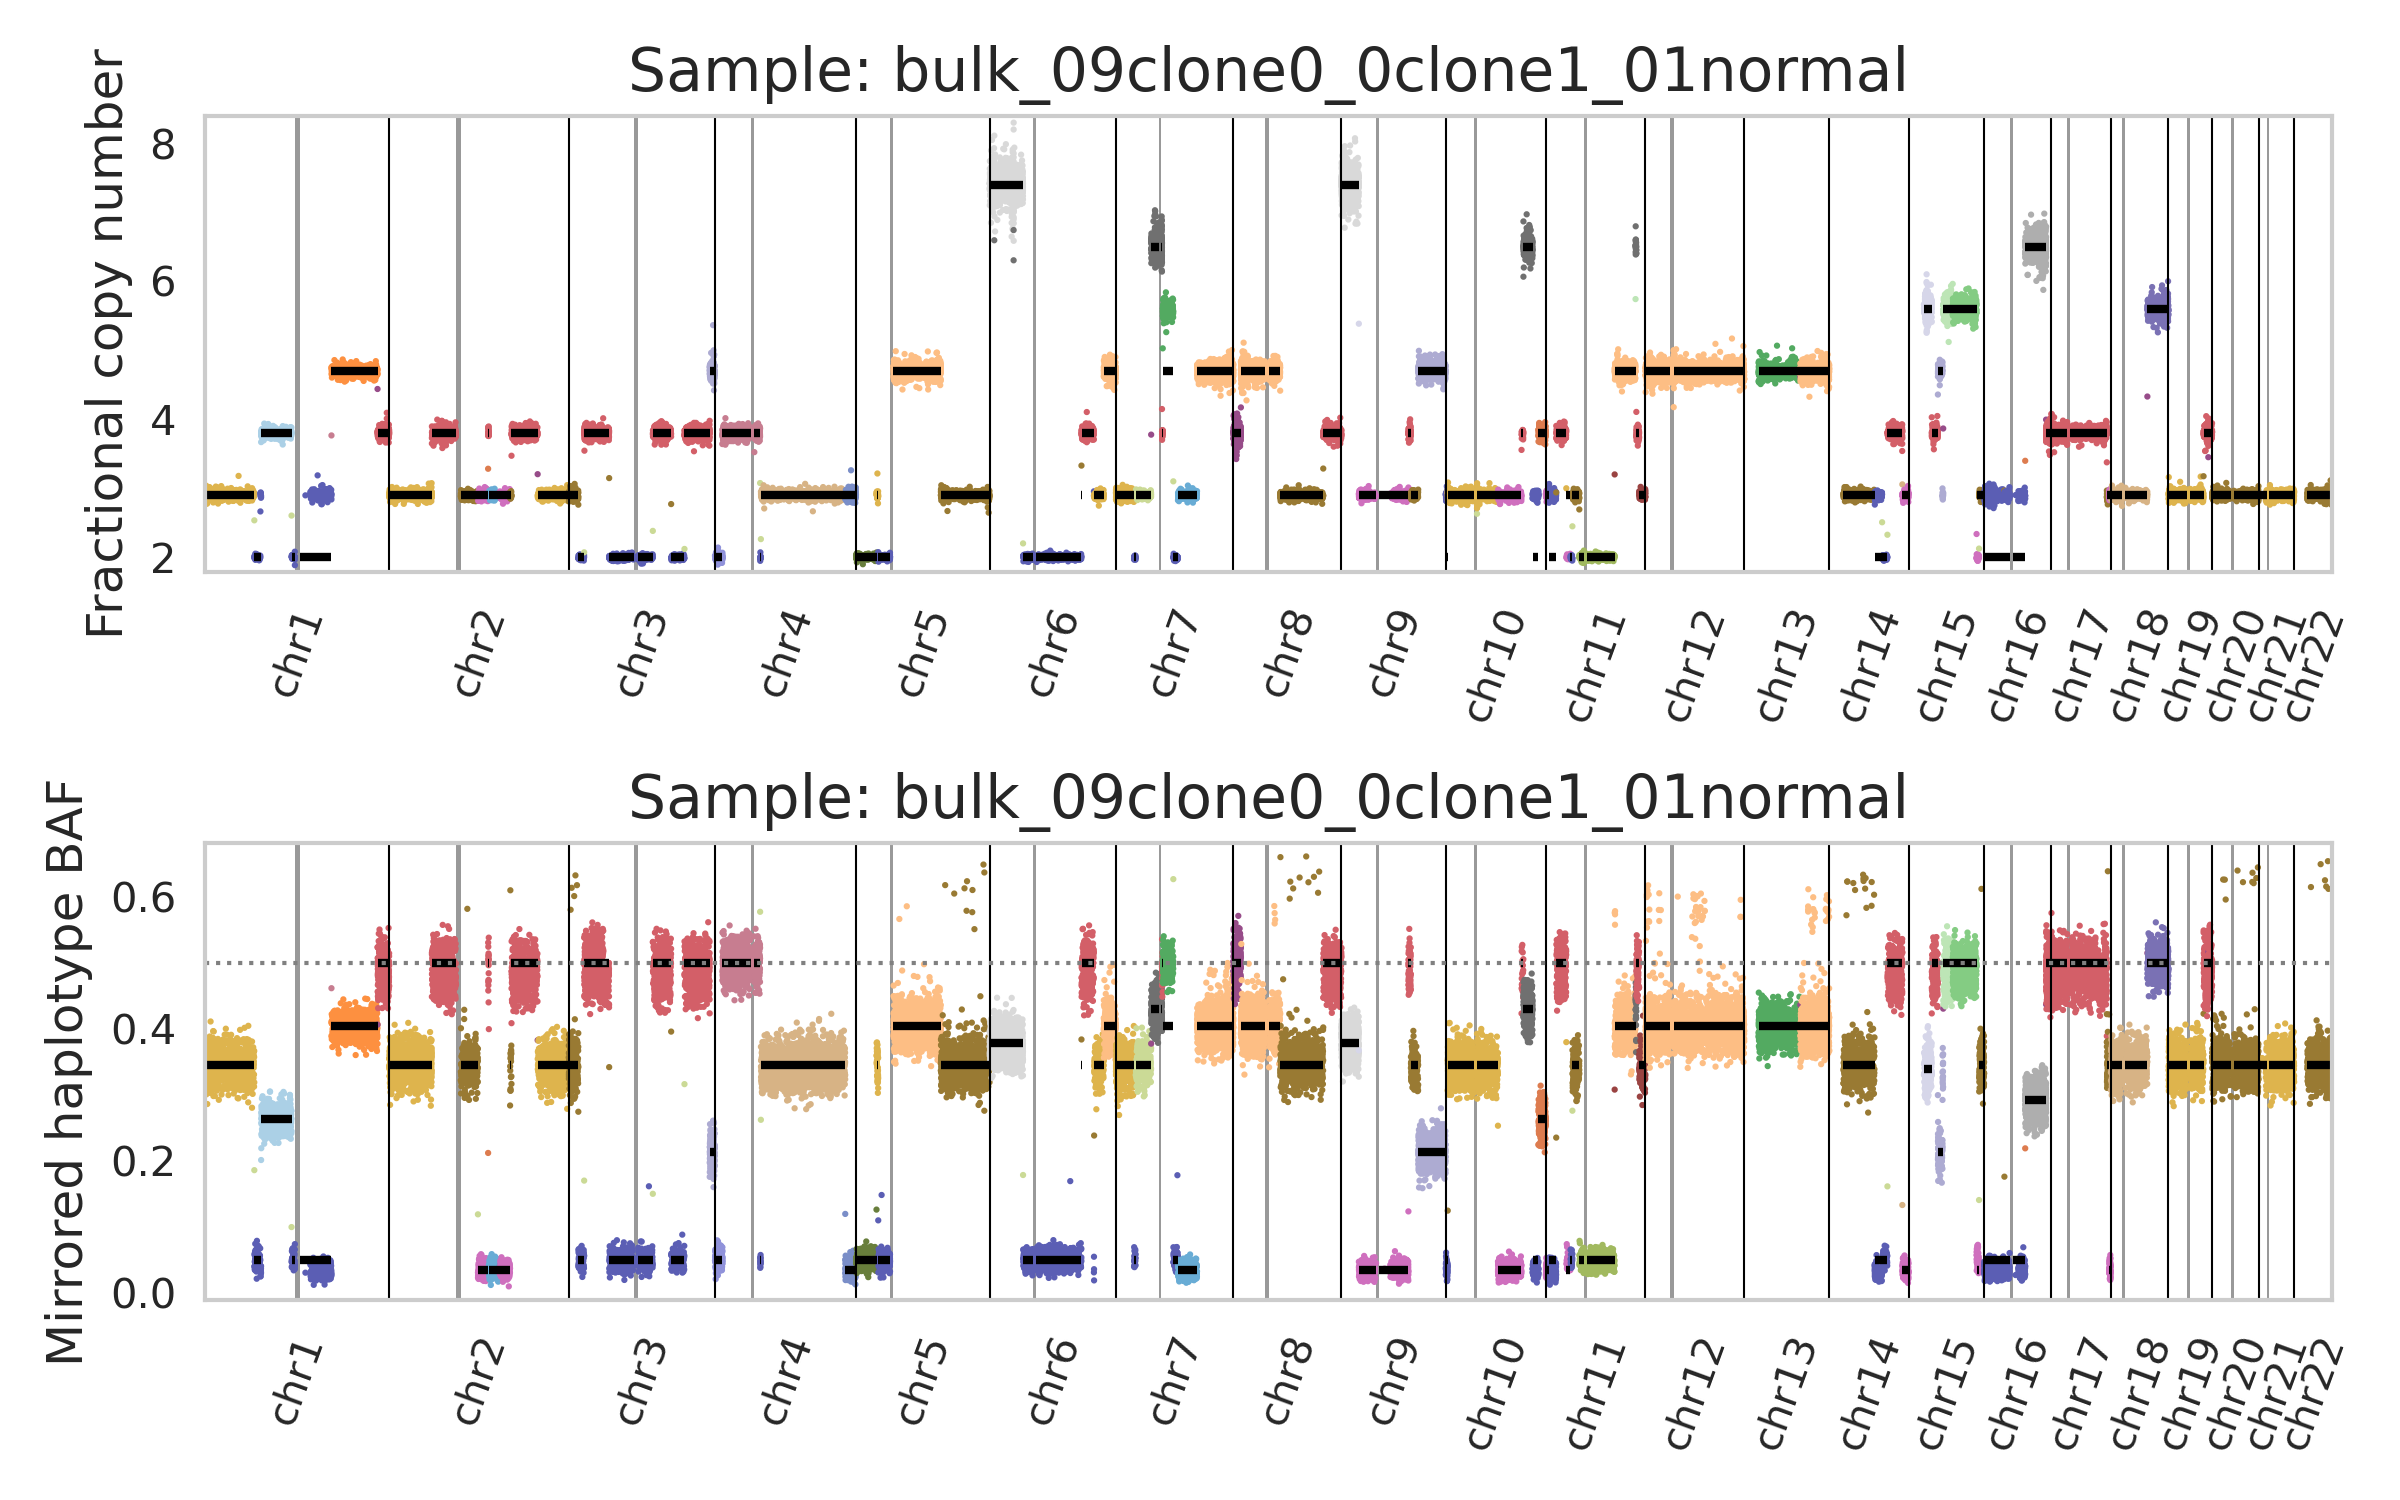 Sample: bulk_09clone0_0clone1_01normal
Fractional copy number
8
6
4
2
chr1
chr2
chr3
chr4
chr5
chr6
chr7
chr8
chr9
chr10
chr11
chr12
chr13
chr14
chr15
chr16
chr17
chr18
chr19
chr20
chr21
chr22
Sample: bulk_09clone0_0clone1_01normal
Mirrored haplotype BAF
0.6
0.4
0.2
0.0
chr1
chr2
chr3
chr4
chr5
chr6
chr7
chr8
chr9
chr10
chr11
chr12
chr13
chr14
chr15
chr16
chr17
chr18
chr19
chr20
chr21
chr22